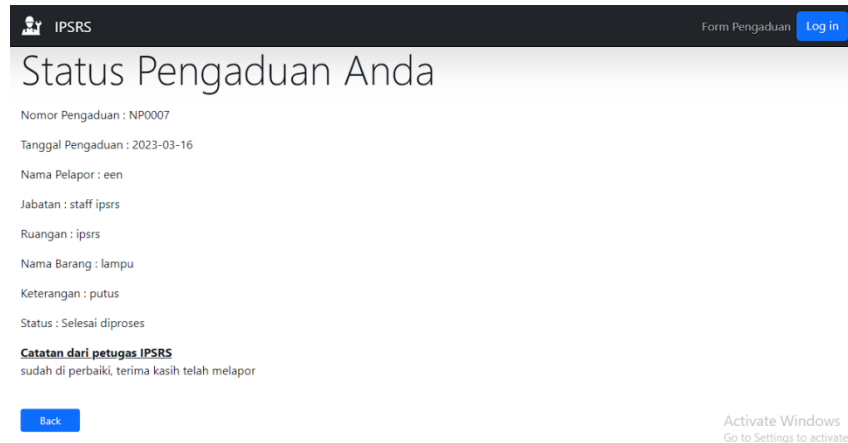 IPSRS
Form Pengaduan
Log in
Status Pengaduan Anda
Nomor Pengaduan : NP0007
Tanggal Pengaduan : 2023-03-16
Nama Pelapor : een
Jabatan : staff ipsrs
Ruangan : ipsrs
Nama Barang : lampu
Keterangan : putus
Status : Selesai diproses
Catatan dari petugas IPSRS
sudah di perbaiki, terima kasih telah melapor
Back
Activate Windows
Go to Settings to activate